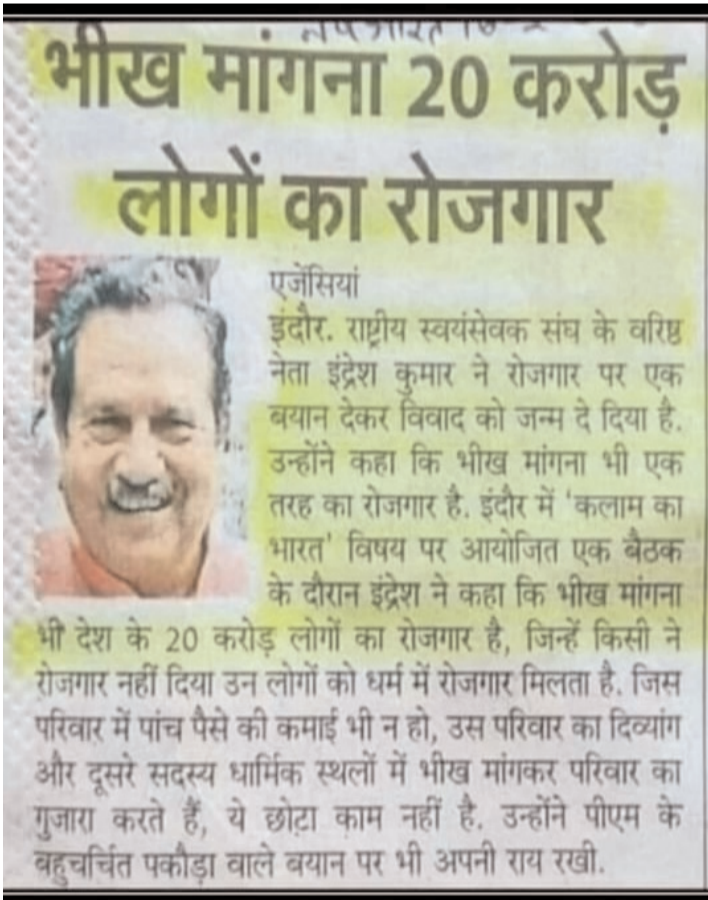 भीख मांगना 20 करोड़
लोगों का रोजगार
एजेंसियां
इंदौर. राष्ट्रीय स्वयंसेवक संघ के वरिष्ठ
नेता इंद्रेश कुमार ने रोजगार पर एक
बयान देकर विवाद को जन्म दे दिया है.
उन्होंने कहा कि भीख मांगना भी एक
तरह का रोजगार है. इंदौर में 'कलाम का
भारत' विषय पर आयोजित एक बैठक
के दौरान इंद्रेश ने कहा कि भीख मांगना
भी देश के 20 करोड़ लोगों का रोजगार है, जिन्हें किसी ने
रोजगार नहीं दिया उन लोगों को धर्म में रोजगार मिलता है. जिस
परिवार में पांच पैसे की कमाई भी न हो, उस परिवार का दिव्यांग
और दूसरे सदस्य धार्मिक स्थलों में भीख मांगकर परिवार का
गुजारा करते हैं, ये छोटा काम नहीं है. उन्होंने पीएम के
बहुचर्चित पकौड़ा वाले बयान पर भी अपनी राय रखी.